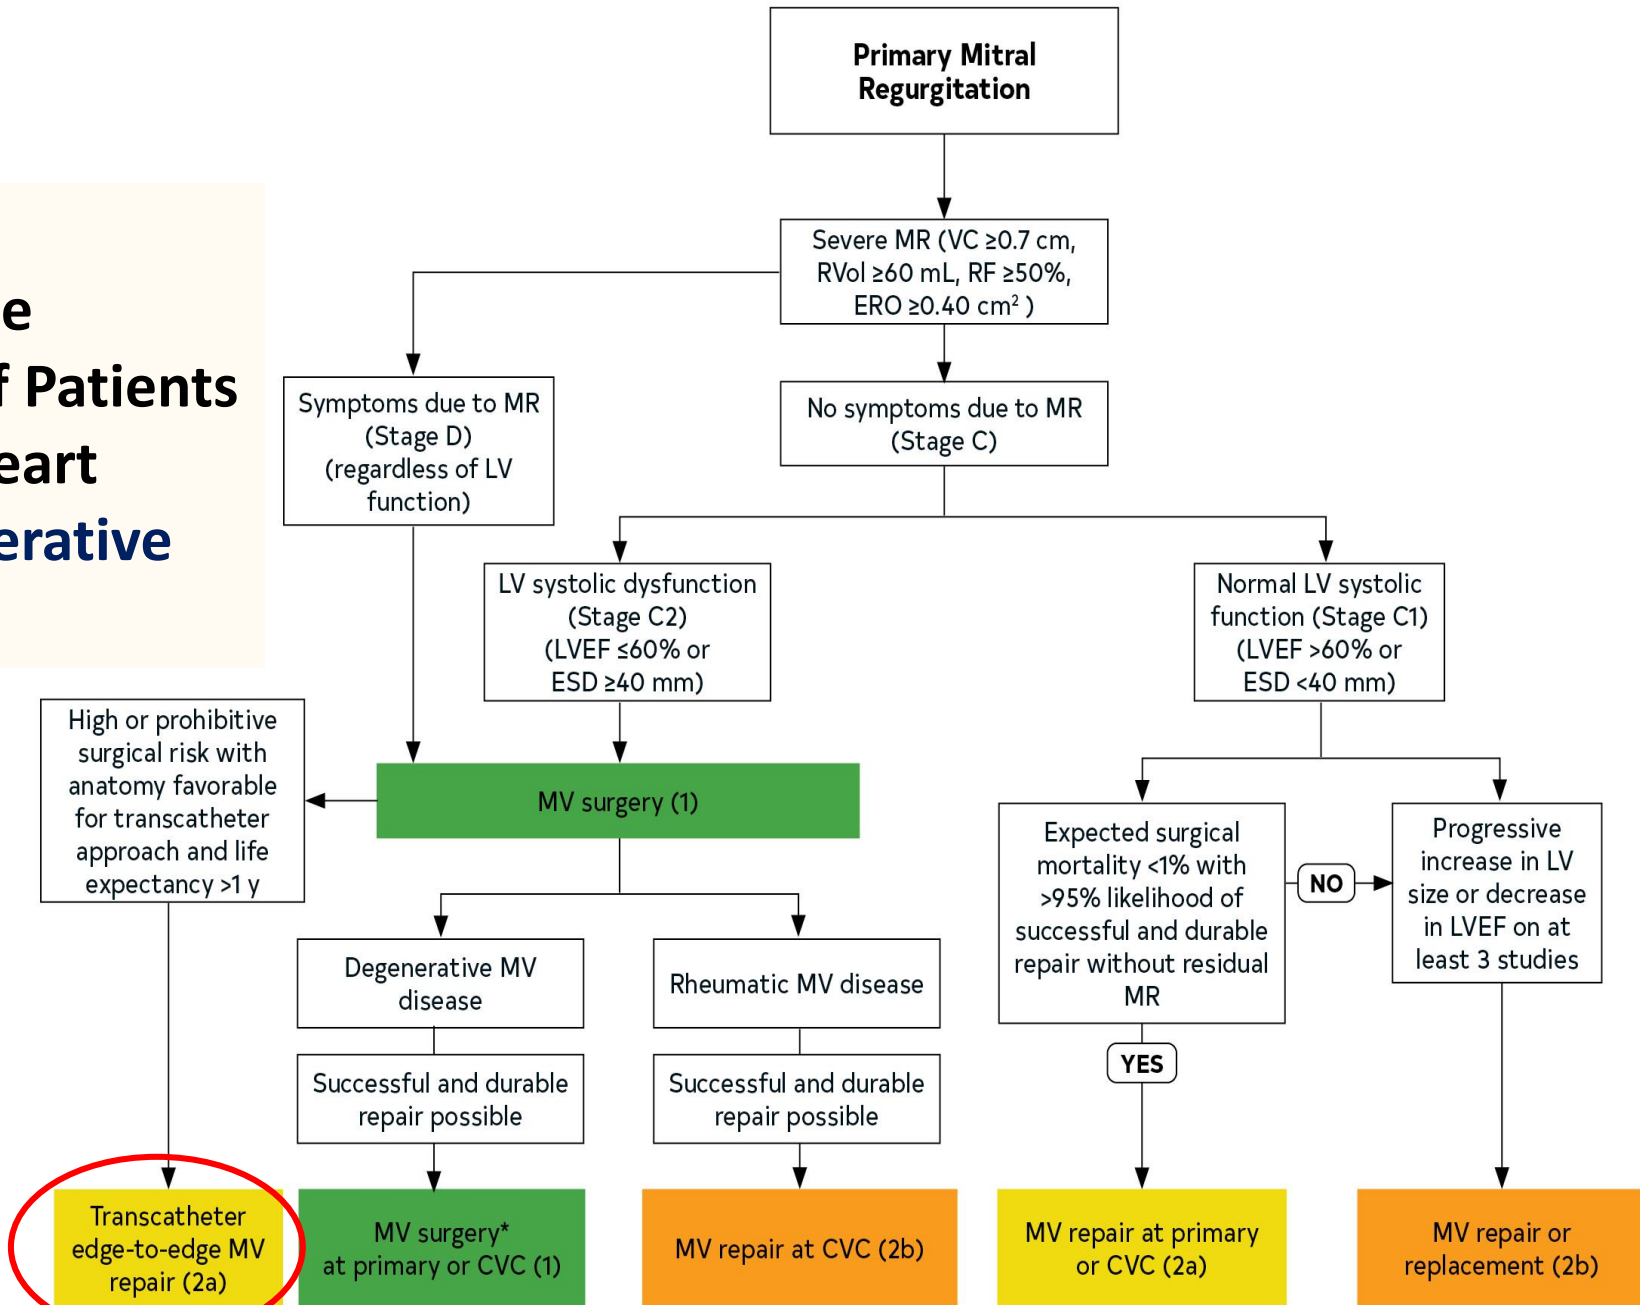 Primary Mitral
Regurgitation
Severe MR (VC ≥0.7 cm,
RVol ≥60 mL, RF ≥50%,
ERO ≥0.40 cm² )
e
f Patients
eart
erative
Symptoms due to MR
(Stage D)
(regardless of LV
function)
No symptoms due to MR
(Stage C)
LV systolic dysfunction
(Stage C2)
(LVEF ≤60% or
ESD ≥40 mm)
Normal LV systolic
function (Stage C1)
(LVEF >60% or
ESD <40 mm)
High or prohibitive
surgical risk with
anatomy favorable
for transcatheter
approach and life
expectancy >1 y
MV surgery (1)
Expected surgical
mortality <1% with
>95% likelihood of
successful and durable
repair without residual
MR
NO
Progressive
increase in LV
size or decrease
in LVEF on at
least 3 studies
Degenerative MV
disease
Rheumatic MV disease
Successful and durable
repair possible
Successful and durable
repair possible
YES
Transcatheter
edge-to-edge MV
repair (2a)
MV surgery*
at primary or CVC (1)
MV repair at CVC (2b)
MV repair at primary
or CVC (2a)
MV repair or
replacement (2b)